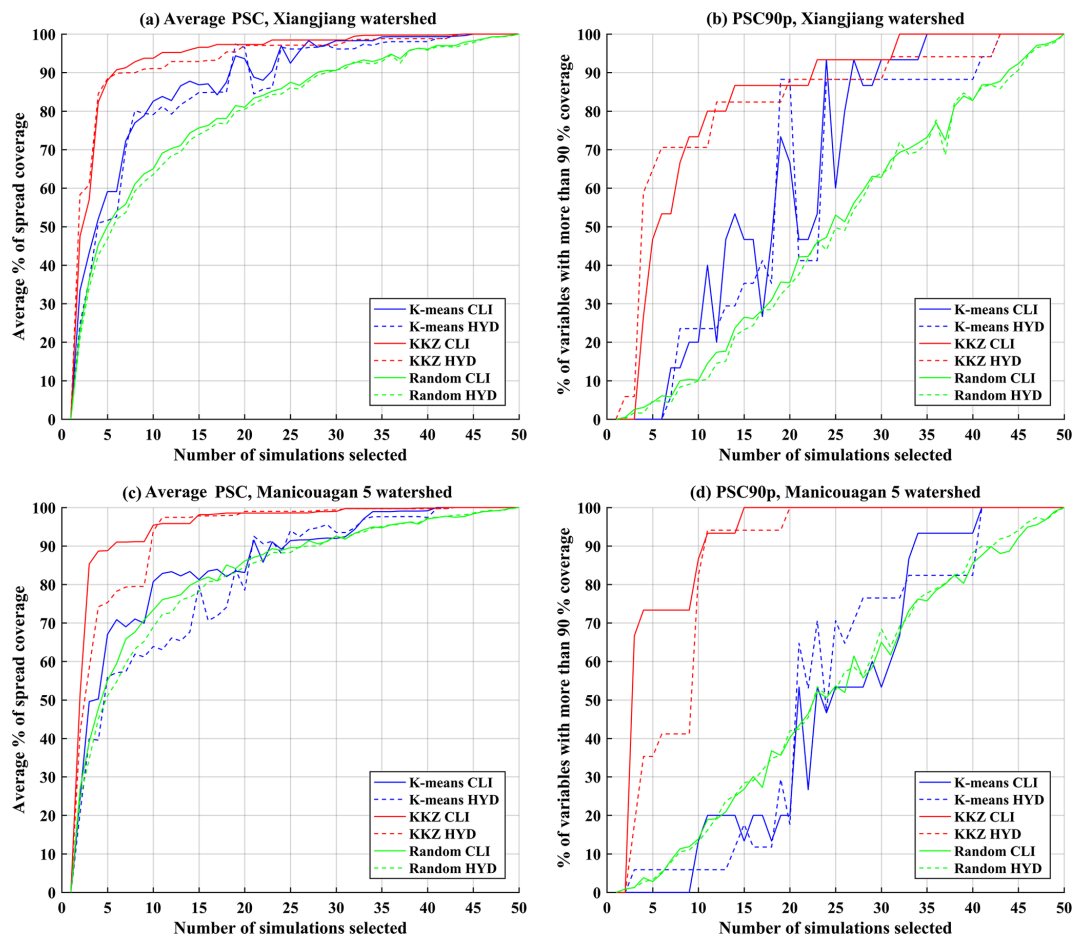 (a) Average PSC, Xiangjiang watershed
Average % of spread coverage
100
90
80
70
60
50
40
30
20
10
0
K-means CLI
K-means HYD
KKZ CLI
KKZ HYD
Random CLI
Random HYD
0 5 10 15 20 25 30 35 40 45 50
Number of simulations selected
(b) PSC90p, Xiangjiang watershed
% of variables with more than 90 % coverage
100
90
80
70
60
50
40
30
20
10
0
K-means CLI
K-means HYD
KKZ CLI
KKZ HYD
Random CLI
Random HYD
0 5 10 15 20 25 30 35 40 45 50
Number of simulations selected
(c) Average PSC, Manicouagan 5 watershed
Average % of spread coverage
100
90
80
70
60
50
40
30
20
10
0
K-means CLI
K-means HYD
KKZ CLI
KKZ HYD
Random CLI
Random HYD
0 5 10 15 20 25 30 35 40 45 50
Number of simulations selected
(d) PSC90p, Manicouagan 5 watershed
% of variables with more than 90 % coverage
100
90
80
70
60
50
40
30
20
10
0
K-means CLI
K-means HYD
KKZ CLI
KKZ HYD
Random CLI
Random HYD
0 5 10 15 20 25 30 35 40 45 50
Number of simulations selected